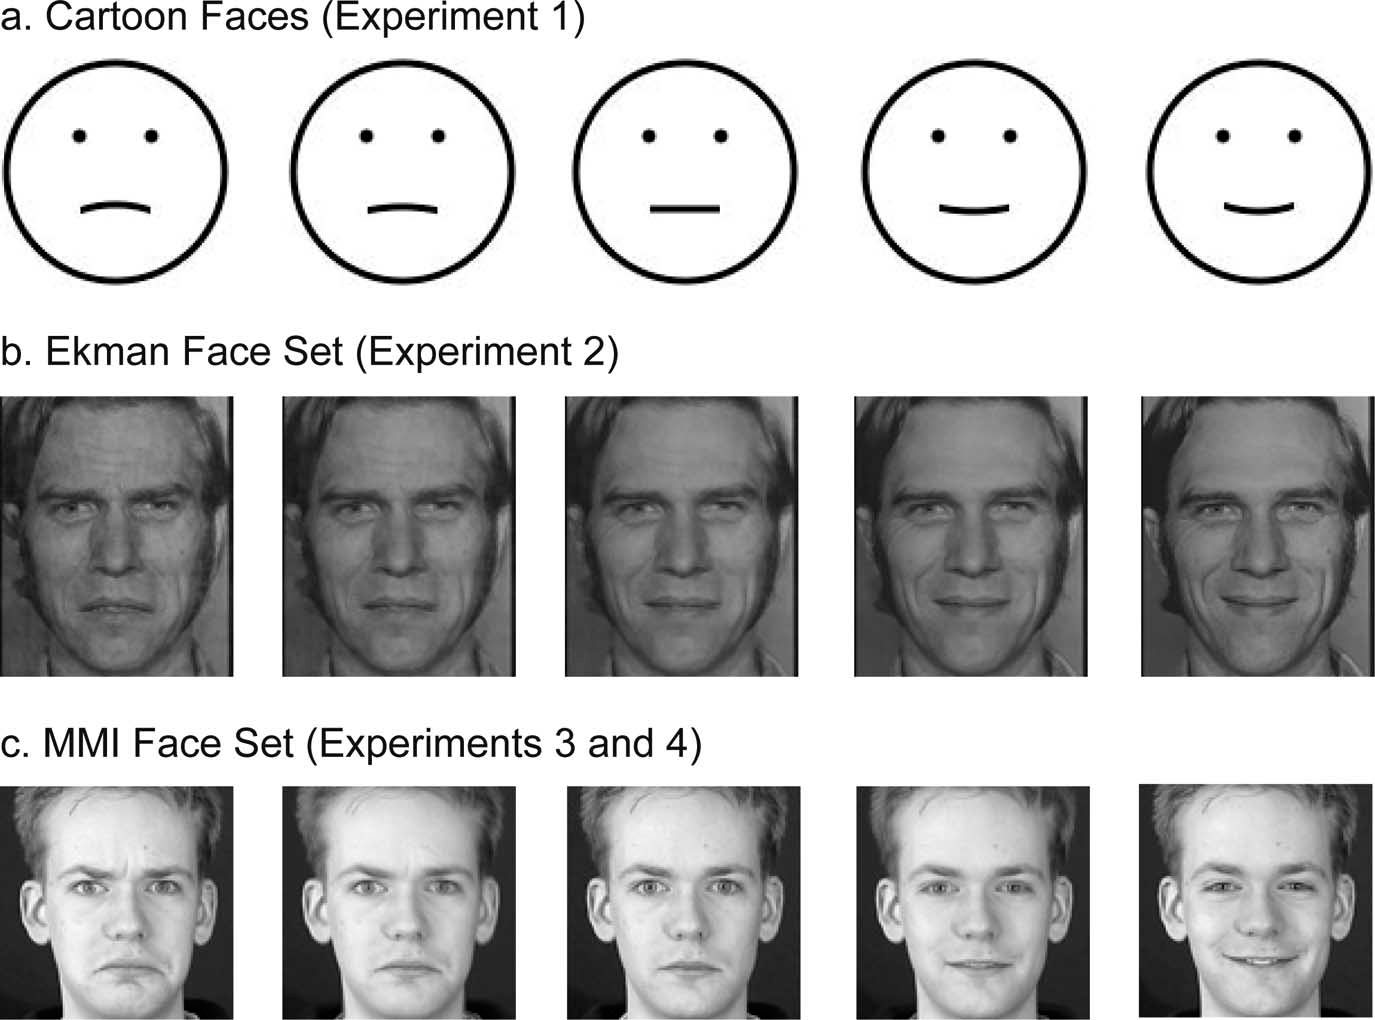 a. Cartoon Faces (Experiment 1)
b. Ekman Face Set (Experiment 2)
c. MMI Face Set (Experiments 3 and 4)